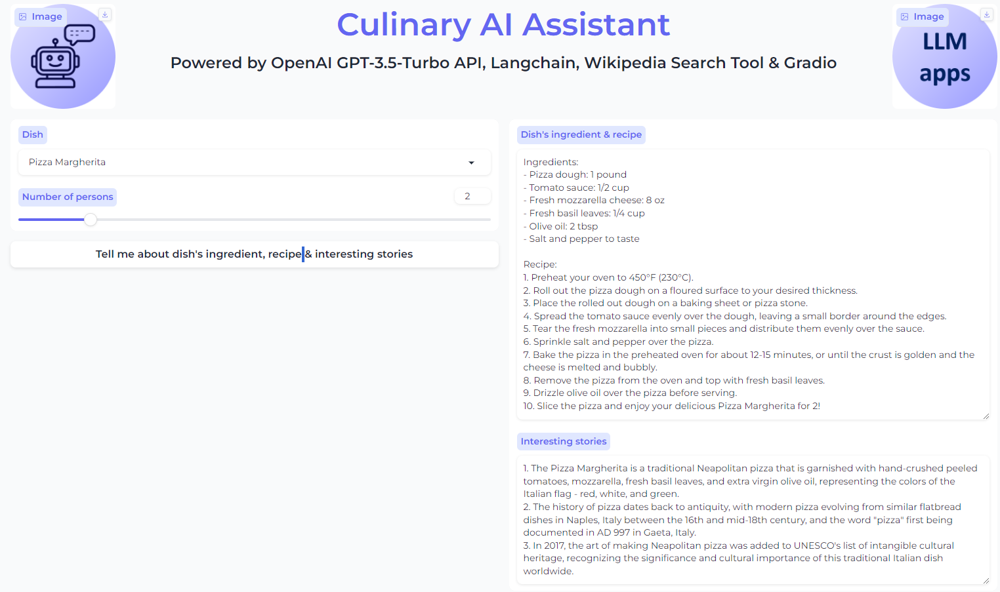 Image
Culinary AI Assistant
Image
LLM
apps
Powered by OpenAI GPT-3.5-Turbo API, Langchain, Wikipedia Search Tool & Gradio
Dish
Pizza Margherita
Number of persons
2
Tell me about dish's ingredient, recipe & interesting stories
Dish's ingredient & recipe
Ingredients:
- Pizza dough: 1 pound
- Tomato sauce: 1/2 cup
- Fresh mozzarella cheese: 8 oz
- Fresh basil leaves: 1/4 cup
- Olive oil: 2 tbsp
- Salt and pepper to taste
Recipe:
1. Preheat your oven to 450°F (230°C).
2. Roll out the pizza dough on a floured surface to your desired thickness.
3. Place the rolled out dough on a baking sheet or pizza stone.
4. Spread the tomato sauce evenly over the dough, leaving a small border around the edges.
5. Tear the fresh mozzarella into small pieces and distribute them evenly over the sauce.
6. Sprinkle salt and pepper over the pizza.
7. Bake the pizza in the preheated oven for about 12-15 minutes, or until the crust is golden and the
cheese is melted and bubbly.
8. Remove the pizza from the oven and top with fresh basil leaves.
9. Drizzle olive oil over the pizza before serving.
10. Slice the pizza and enjoy your delicious Pizza Margherita for 2!
Interesting stories
1. The Pizza Margherita is a traditional Neapolitan pizza that is garnished with hand-crushed peeled
tomatoes, mozzarella, fresh basil leaves, and extra virgin olive oil, representing the colors of the
Italian flag - red, white, and green.
2. The history of pizza dates back to antiquity, with modern pizza evolving from similar flatbread
dishes in Naples, Italy between the 16th and mid-18th century, and the word "pizza" first being
documented in AD 997 in Gaeta, Italy.
3. In 2017, the art of making Neapolitan pizza was added to UNESCO's list of intangible cultural
heritage, recognizing the significance and cultural importance of this traditional Italian dish
worldwide.